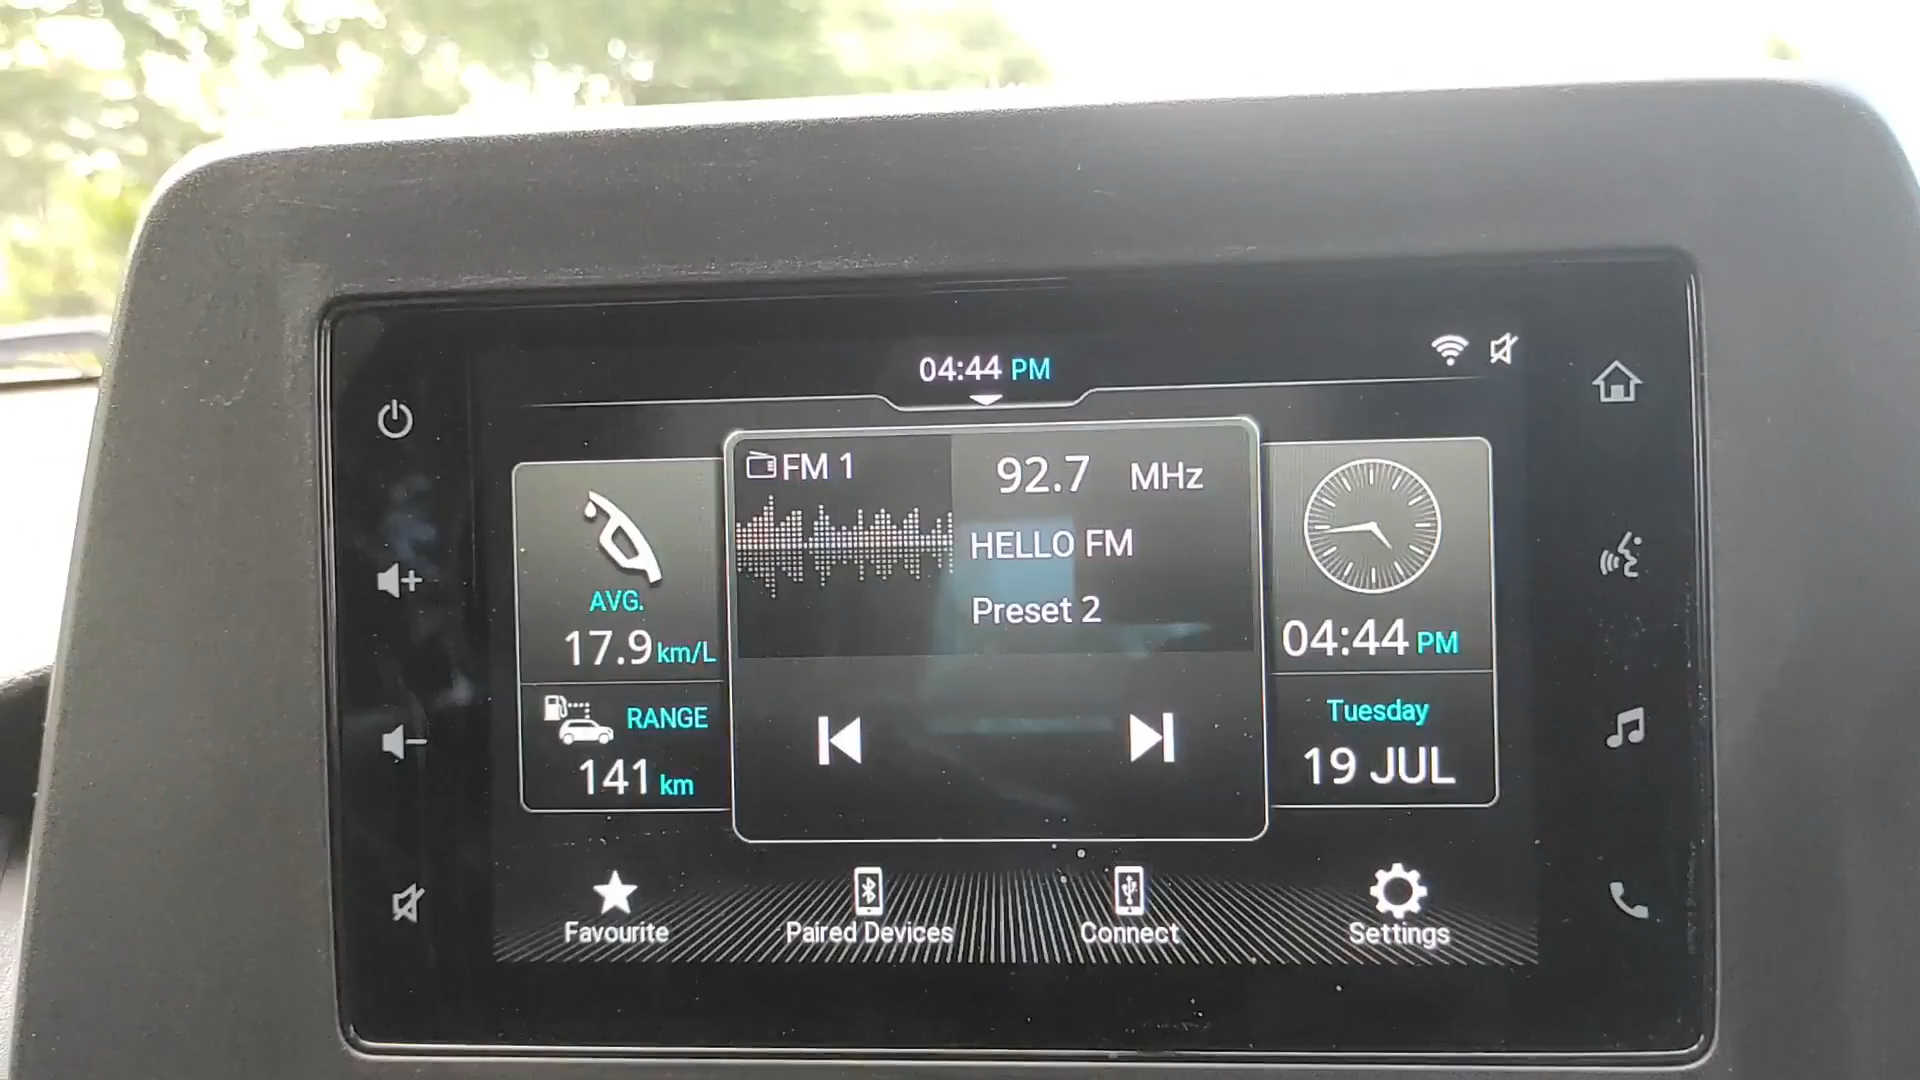 04:44 PM
FM 1
92.7 MHz
HELLO FM
Preset 2
AVG.
17.9 km/L
RANGE
141 km
04:44 PM
Tuesday
19 JUL
Favourite
Paired Devices
Connect
Settings